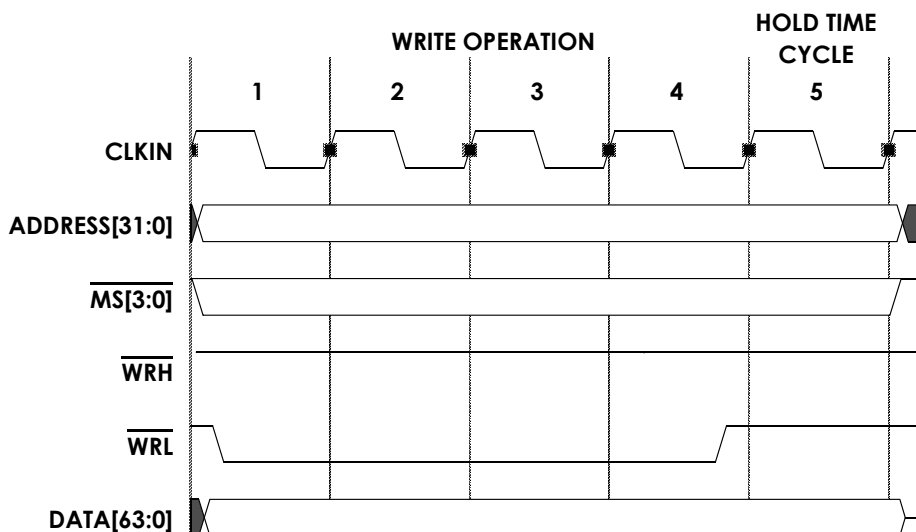 HOLD TIME
WRITE OPERATION
CYCLE
1 2 3 4 5
CLKIN
ADDRESS[31:0]
MS[3:0]
WRH
WRL
DATA[63:0]